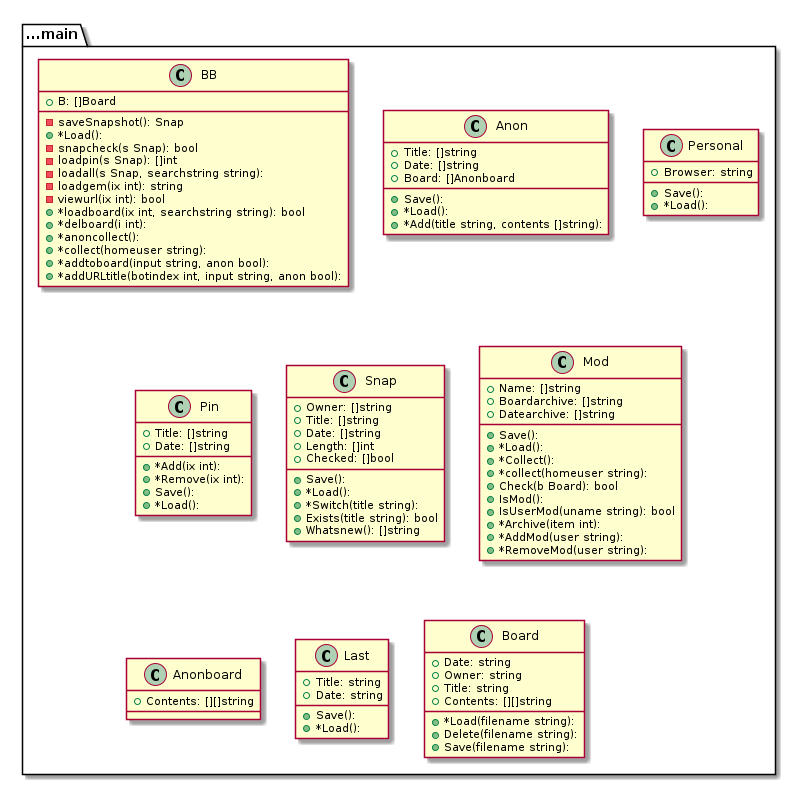 ...main
C BB
B: []Board
saveSnapshot(): Snap
*Load():
snapcheck(s Snap): bool
loadpin(s Snap): []int
loadall(s Snap, searchstring string):
loadgem(ix int): string
viewurl(ix int): bool
*loadboard(ix int, searchstring string): bool
*delboard(i int):
*anoncollect():
*collect(homeuser string):
*addtoboard(input string, anon bool):
*addURLtitle(botindex int, input string, anon bool):
C Anon
Title: []string
Date: []string
Board: []Anonboard
Save():
*Load():
*Add(title string, contents []string):
C Personal
Browser: string
Save():
*Load():
C Pin
Title: []string
Date: []string
*Add(ix int):
*Remove(ix int):
Save():
*Load():
C Snap
Owner: []string
Title: []string
Date: []string
Length: []int
Checked: []bool
Save():
*Load():
*Switch(title string):
Exists(title string): bool
Whatsnew(): []string
C Mod
Name: []string
Boardarchive: []string
Datearchive: []string
Save():
*Load():
*Collect():
*collect(homeuser string):
Check(b Board): bool
IsMod():
IsUserMod(uname string): bool
*Archive(item int):
*AddMod(user string):
*RemoveMod(user string):
C Anonboard
Contents: [][]string
C Last
Title: string
Date: string
Save():
*Load():
C Board
Date: string
Owner: string
Title: string
Contents: [][]string
*Load(filename string):
Delete(filename string):
Save(filename string):